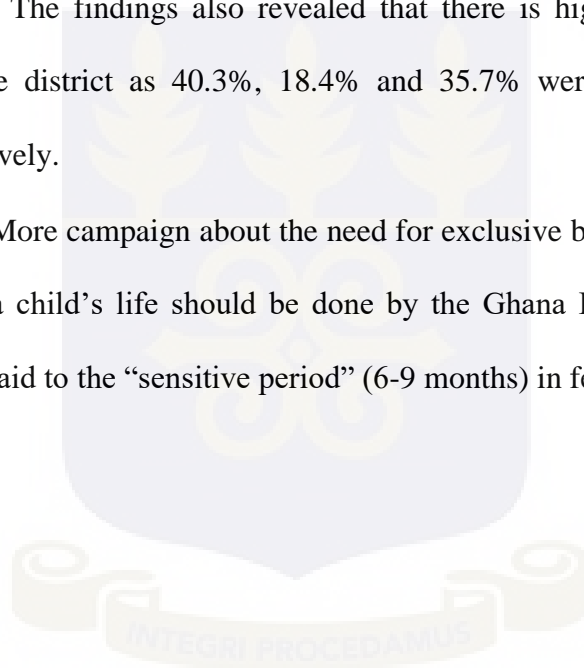 The findings also revealed that there is hig
e district as 40.3%, 18.4% and 35.7% wer
vely.
More campaign about the need for exclusive b
a child’s life should be done by the Ghana
aid to the “sensitive period” (6-9 months) in fe
INTEGRI PROCEDAMUS